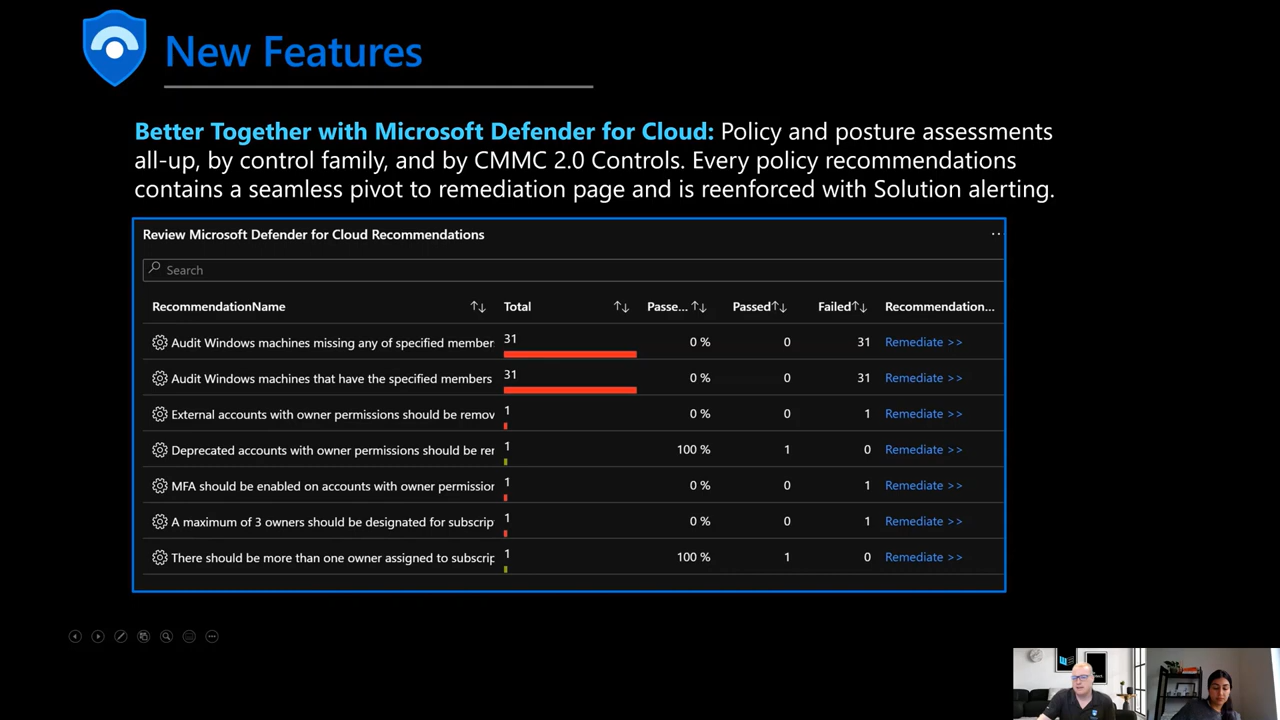 New Features
Better Together with Microsoft Defender for Cloud: Policy and posture assessments
all-up, by control family, and by CMMC 2.0 Controls. Every policy recommendations
contains a seamless pivot to remediation page and is reenforced with Solution alerting.
Review Microsoft Defender for Cloud Recommendations
Search
RecommendationName Total Passe... Passed Failed Recommendation...
Audit Windows machines missing any of specified member 31 0 % 0 31 Remediate >>
Audit Windows machines that have the specified members 31 0 % 0 31 Remediate >>
External accounts with owner permissions should be remov 1 0 % 0 1 Remediate >>
Deprecated accounts with owner permissions should be rer 1 100 % 1 0 Remediate >>
MFA should be enabled on accounts with owner permission 1 0 % 0 1 Remediate >>
A maximum of 3 owners should be designated for subscrip 1 0 % 0 1 Remediate >>
There should be more than one owner assigned to subscrip 1 100 % 1 0 Remediate >>